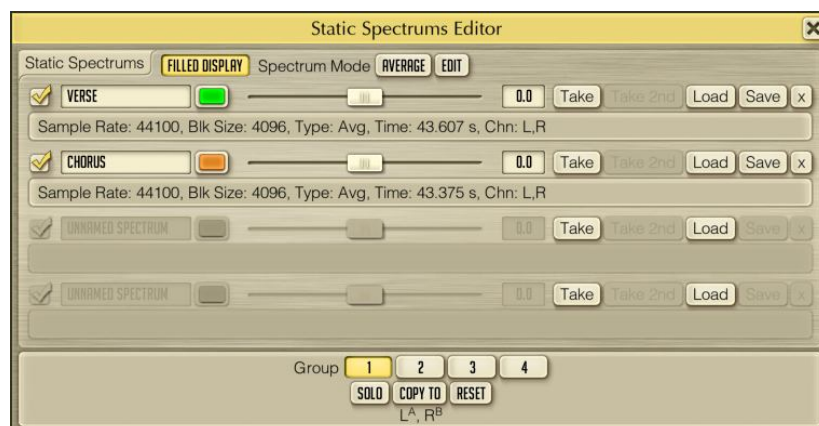 Static Spectrums Editor X
Static Spectrums FILLED DISPLAY Spectrum Mode AVERAGE EDIT
VERSE 0.0 Take Take 2nd Load Save x
Sample Rate: 44100, Blk Size: 4096, Type: Avg, Time: 43.607 s, Chn: L,R
CHORUS 0.0 Take Take 2nd Load Save x
Sample Rate: 44100, Blk Size: 4096, Type: Avg, Time: 43.375 s, Chn: L,R
UNNAMED SPECTRUM 0.0 Take Take 2nd Load Save x
UNNAMED SPECTRUM 0.0 Take Take 2nd Load Save x
Group 1 2 3 4
SOLO COPY TO RESET
Lᴬ, Rᴮ